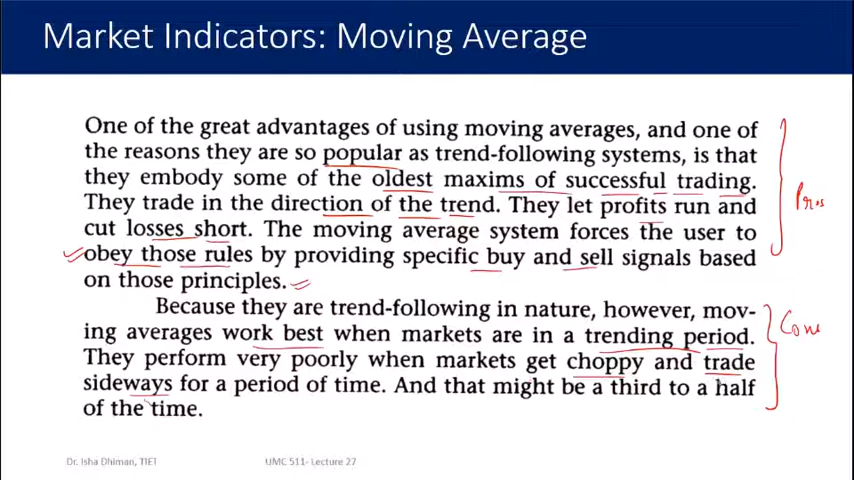 Market Indicators: Moving Average
One of the great advantages of using moving averages, and one of
the reasons they are so popular as trend-following systems, is that
they embody some of the oldest maxims of successful trading.
They trade in the direction of the trend. They let profits run and
cut losses short. The moving average system forces the user to
obey those rules by providing specific buy and sell signals based
on those principles.
Pros
Because they are trend-following in nature, however, mov-
ing averages work best when markets are in a trending period.
They perform very poorly when markets get choppy and trade
sideways for a period of time. And that might be a third to a half
of the time.
Cons
Dr. Isha Dhiman, TIET
UMC 511- Lecture 27